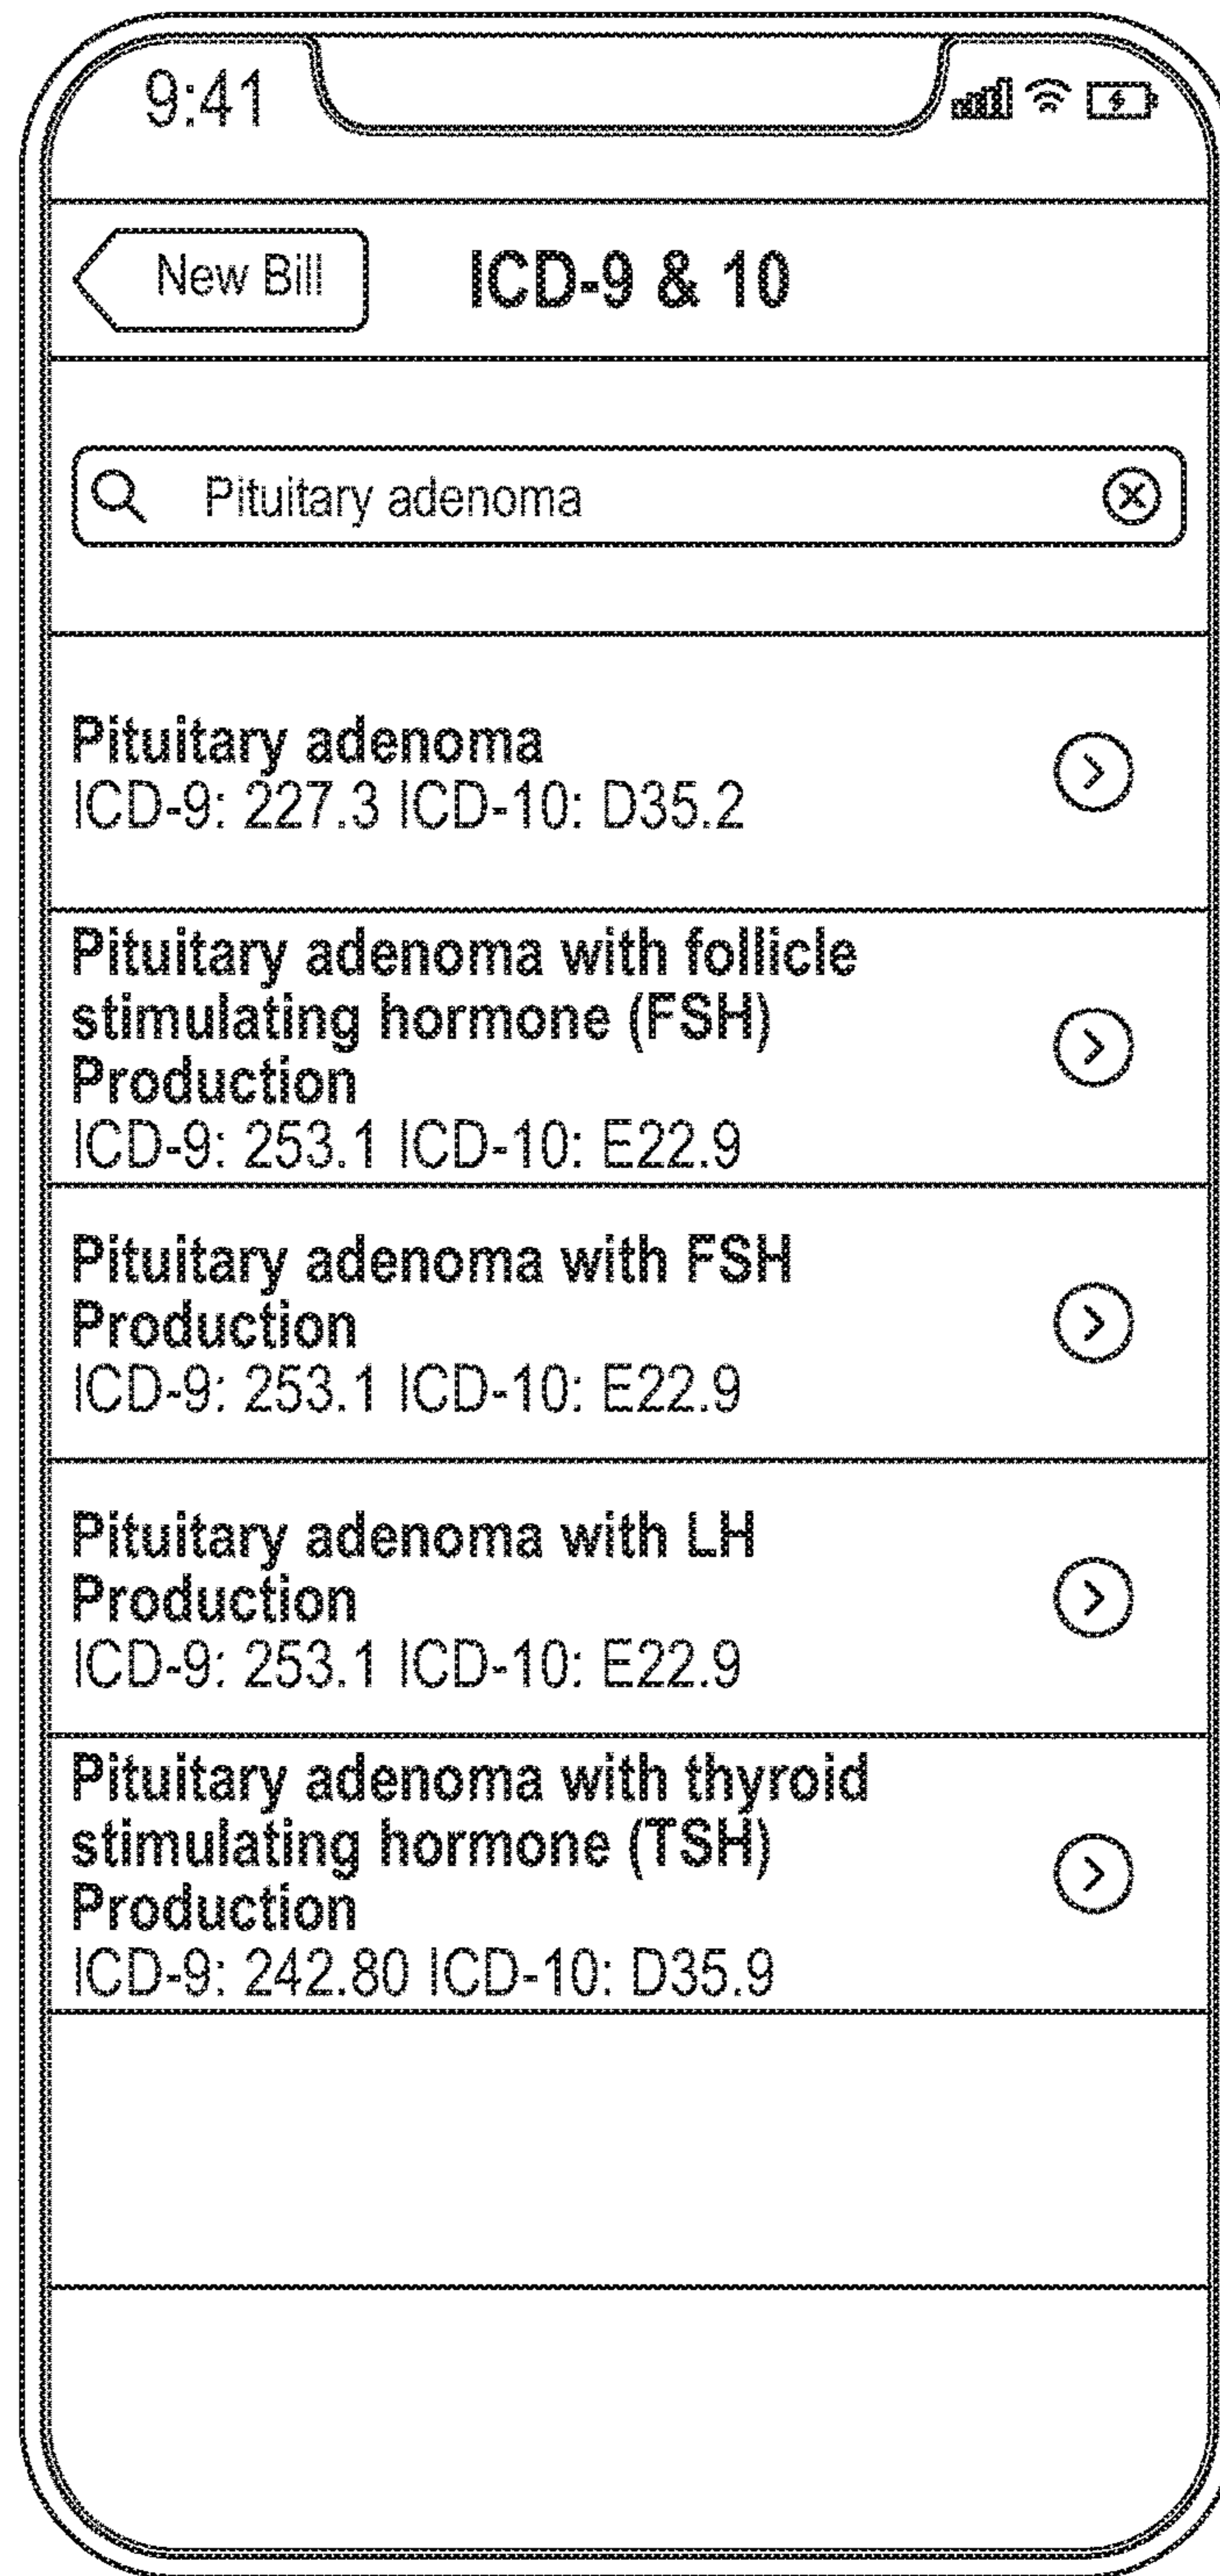 9:41
New Bill
ICD-9 & 10
Pituitary adenoma
Pituitary adenoma
ICD-9: 227.3 ICD-10: D35.2
Pituitary adenoma with follicle
stimulating hormone (FSH)
Production
ICD-9: 253.1 ICD-10: E22.9
Pituitary adenoma with FSH
Production
ICD-9: 253.1 ICD-10: E22.9
Pituitary adenoma with LH
Production
ICD-9: 253.1 ICD-10: E22.9
Pituitary adenoma with thyroid
stimulating hormone (TSH)
Production
ICD-9: 242.80 ICD-10: D35.9